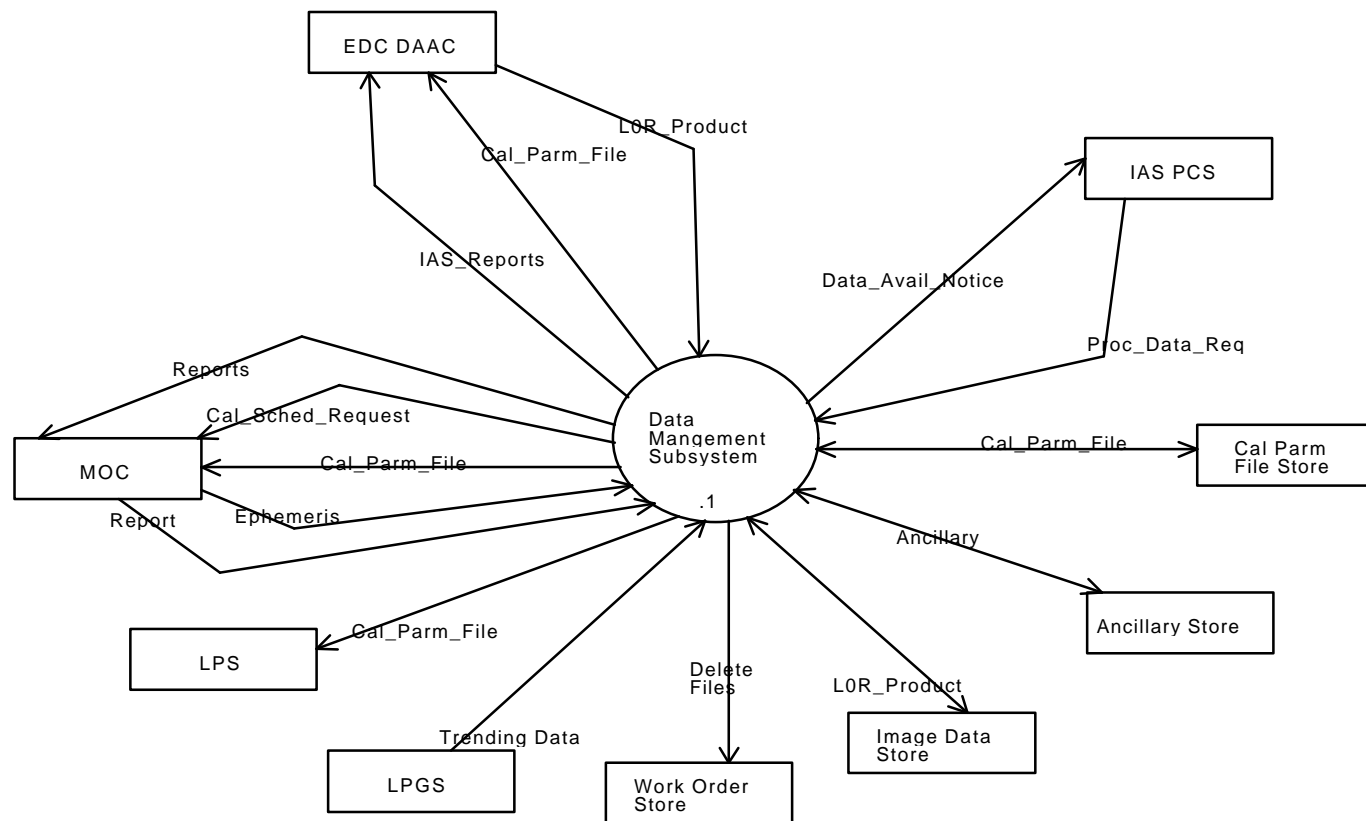 EDC DAAC
L0R_Product
Cal_Parm_File
IAS PCS
IAS_Reports
Data_Avail_Notice
Proc_Data_Req
Reports
Cal_Sched_Request
Data
Mangement
Subsystem
.1
Cal_Parm_File
Cal Parm
File Store
MOC
Cal_Parm_File
Report
Ephemeris
Ancillary
Ancillary Store
Cal_Parm_File
LPS
Delete
Files
L0R_Product
Trending Data
Image Data
Store
LPGS
Work Order
Store